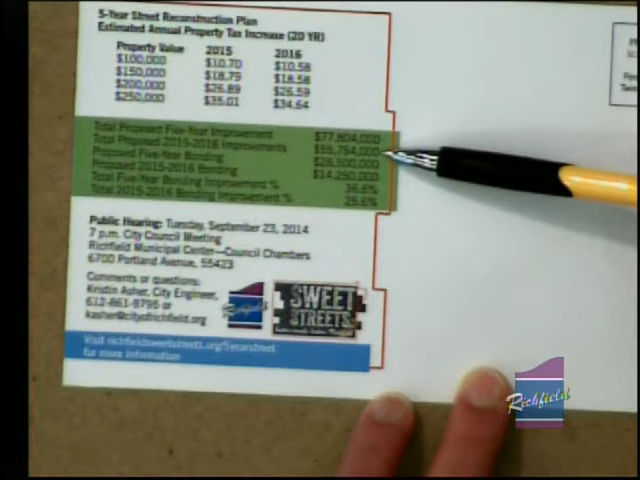 5-Year Street Reconstruction Plan
Estimated Annual Property Tax Increase (20 YR)
Property Value 2015 2016
$100,000 $10.70 $10.58
$150,000 $18.79 $18.58
$200,000 $26.89 $26.59
$250,000 $35.01 $34.64
Total Proposed Five-Year Improvement $77,804,000
Total Proposed 2015-2016 Improvements $55,754,000
Proposed Five-Year Bonding $28,500,000
Proposed 2015-2016 Bonding $14,250,000
Total Five-Year Bonding Improvement % 36.6%
Total 2015-2016 Bonding Improvement % 25.6%
Public Hearing: Tuesday, September 23, 2014
7 p.m. City Council Meeting
Richfield Municipal Center—Council Chambers
6700 Portland Avenue, 55423
Comments or questions:
Kristin Asher, City Engineer,
612-861-9795 or
kasher@cityofrichfield.org
Richfield
SWEET
STREETS
Visit richfieldsweetstreets.org/5yearstreet
for more information
Richfield